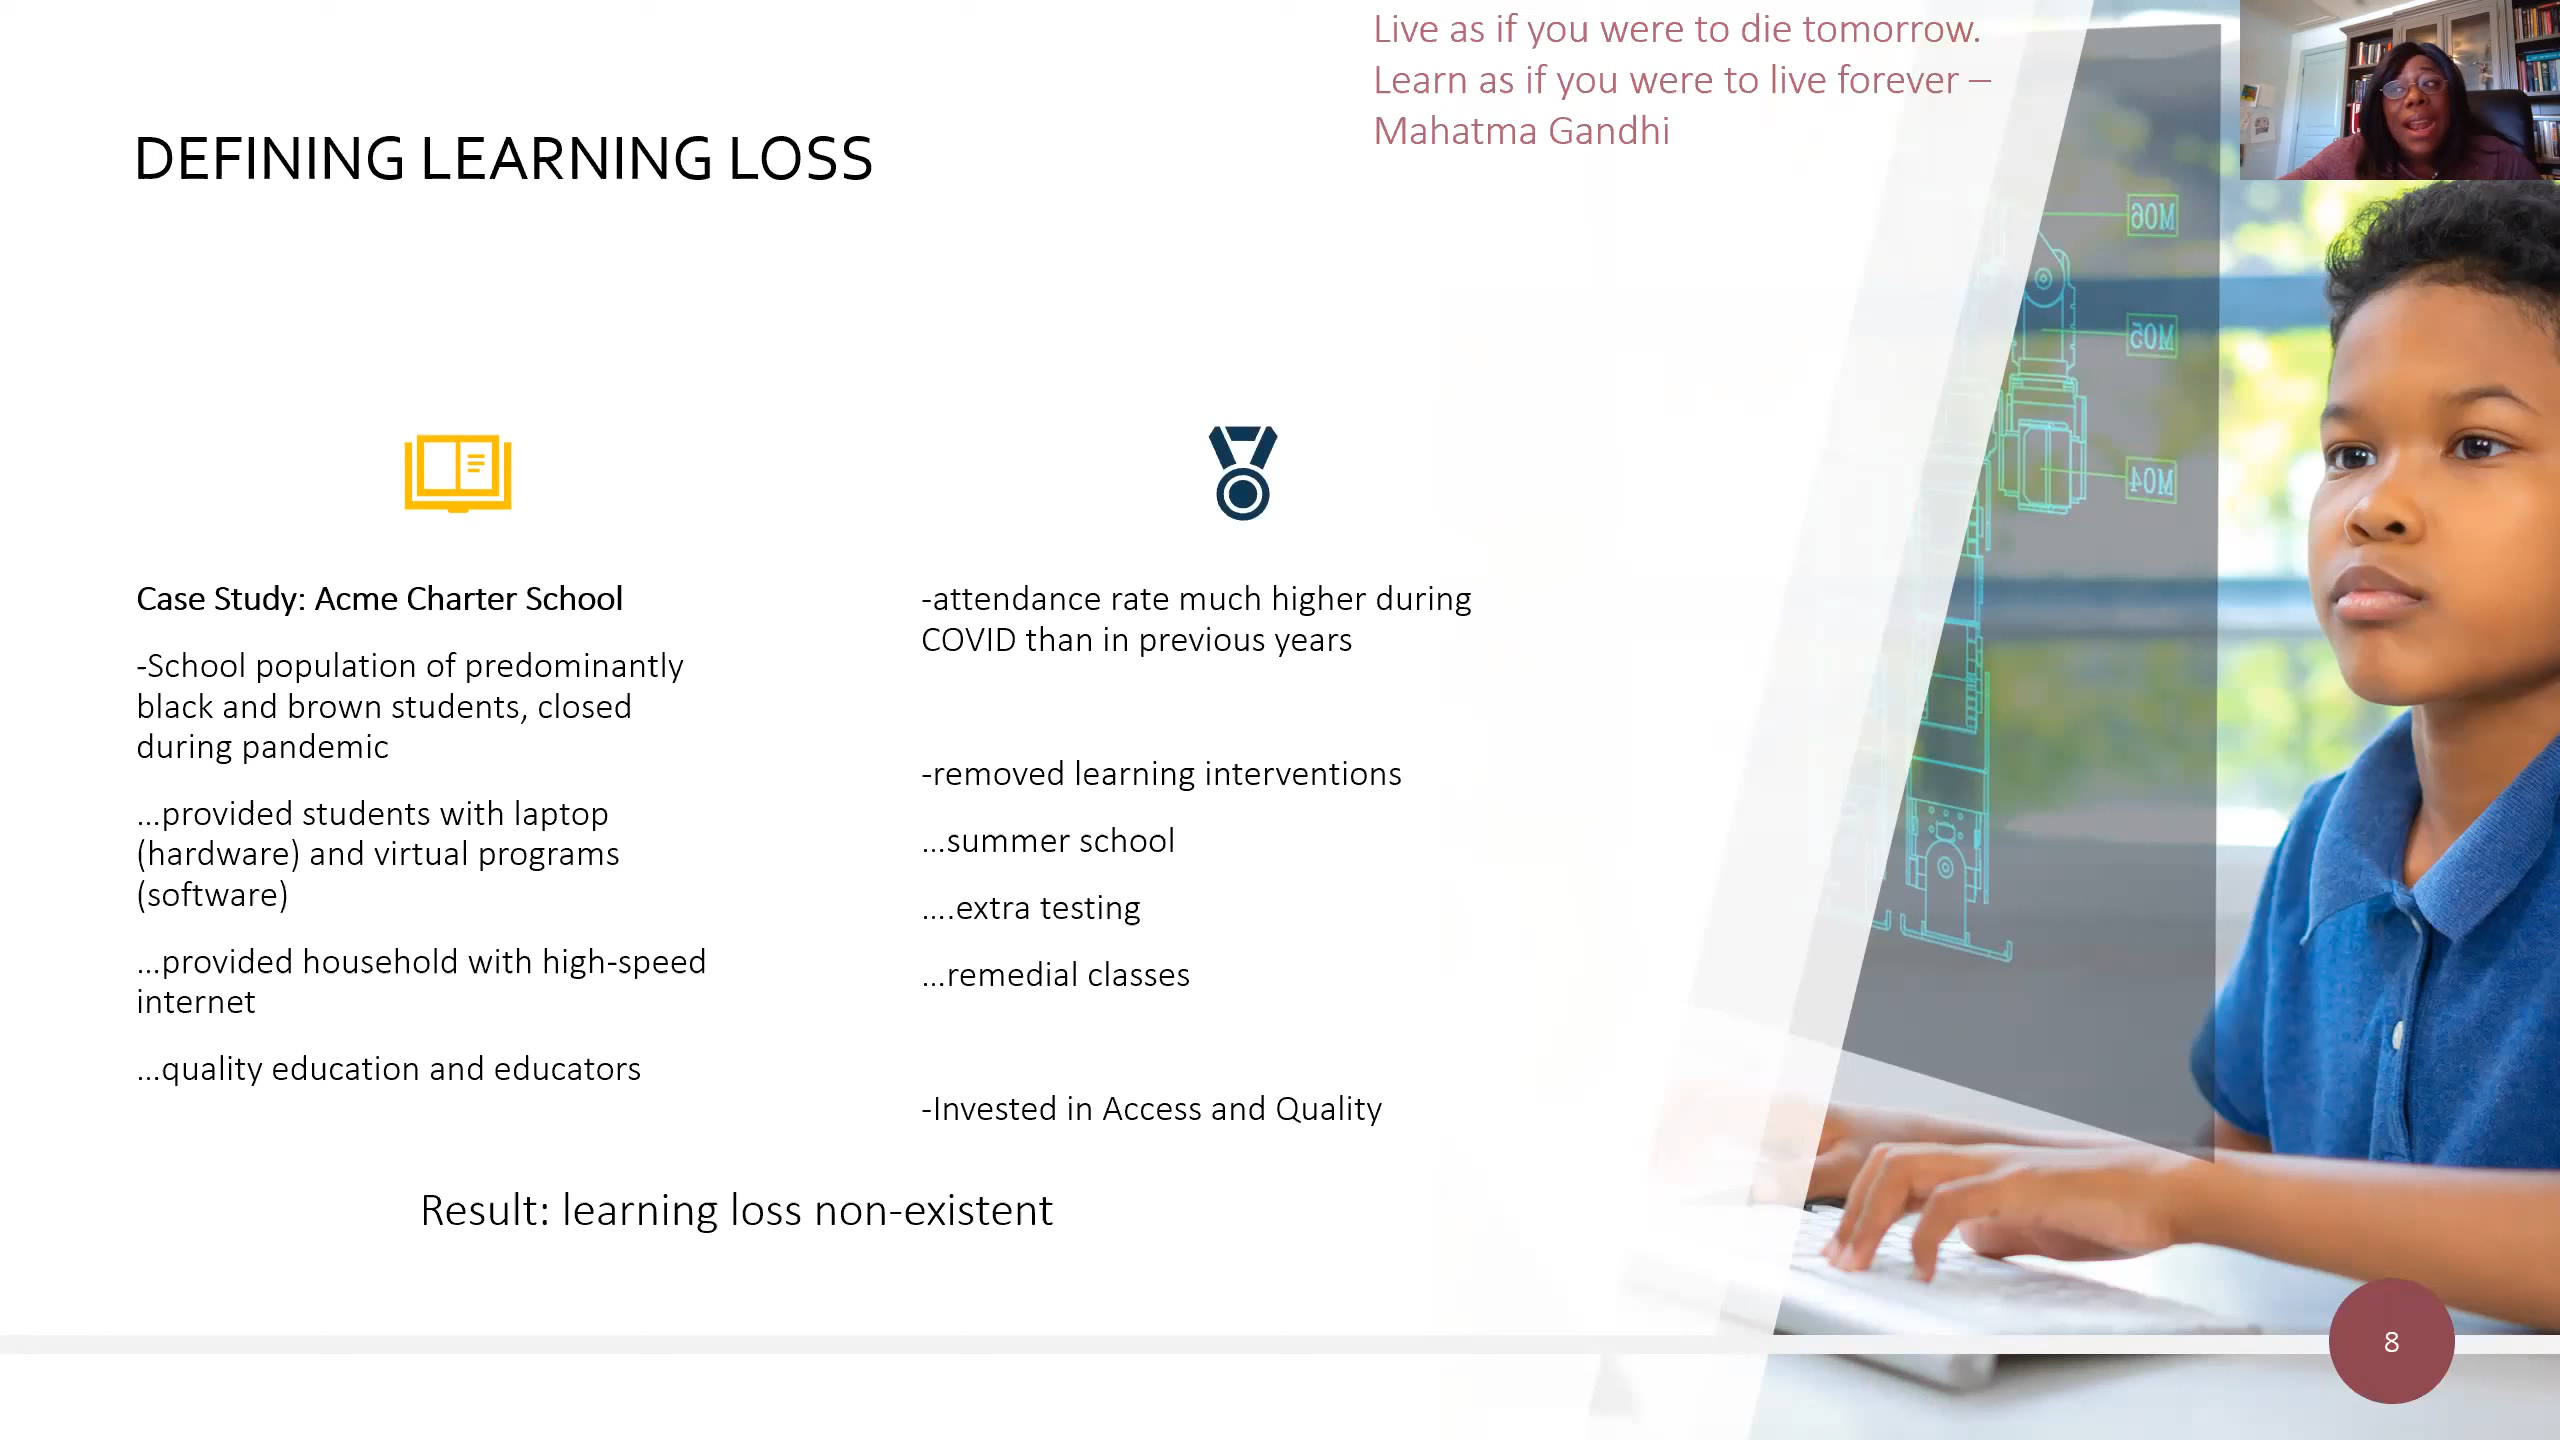 Live as if you were to die tomorrow.
Learn as if you were to live forever –
Mahatma Gandhi
DEFINING LEARNING LOSS
Case Study: Acme Charter School
-School population of predominantly
black and brown students, closed
during pandemic
...provided students with laptop
(hardware) and virtual programs
(software)
...provided household with high-speed
internet
...quality education and educators
-attendance rate much higher during
COVID than in previous years
-removed learning interventions
...summer school
....extra testing
...remedial classes
-Invested in Access and Quality
Result: learning loss non-existent
M06
M05
M04
8